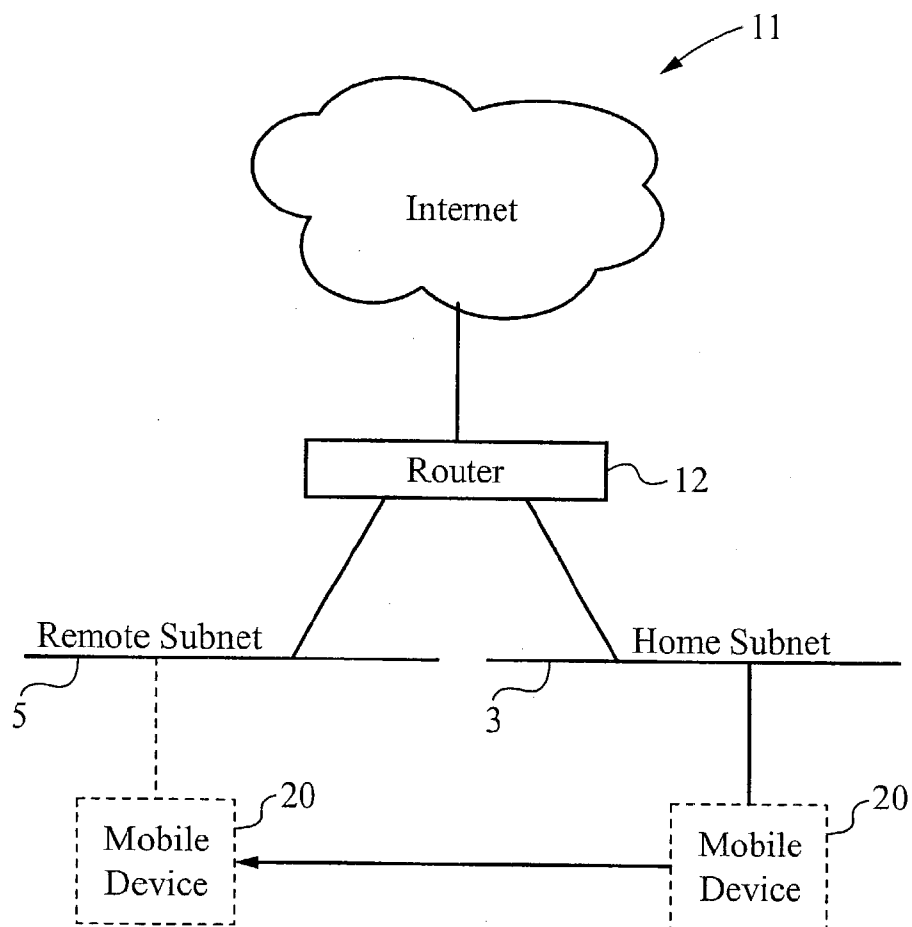 11
Internet
Router
12
Remote Subnet
Home Subnet
5
3
20
20
Mobile
Device
Mobile
Device